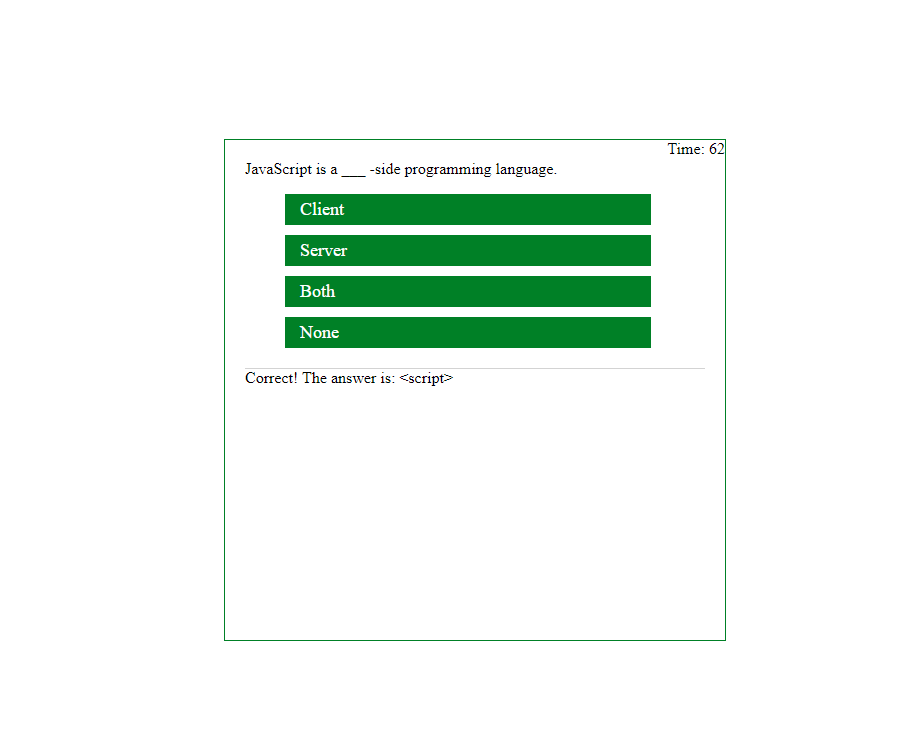 Time: 62
JavaScript is a ___ -side programming language.
Client
Server
Both
None
Correct! The answer is: <script>